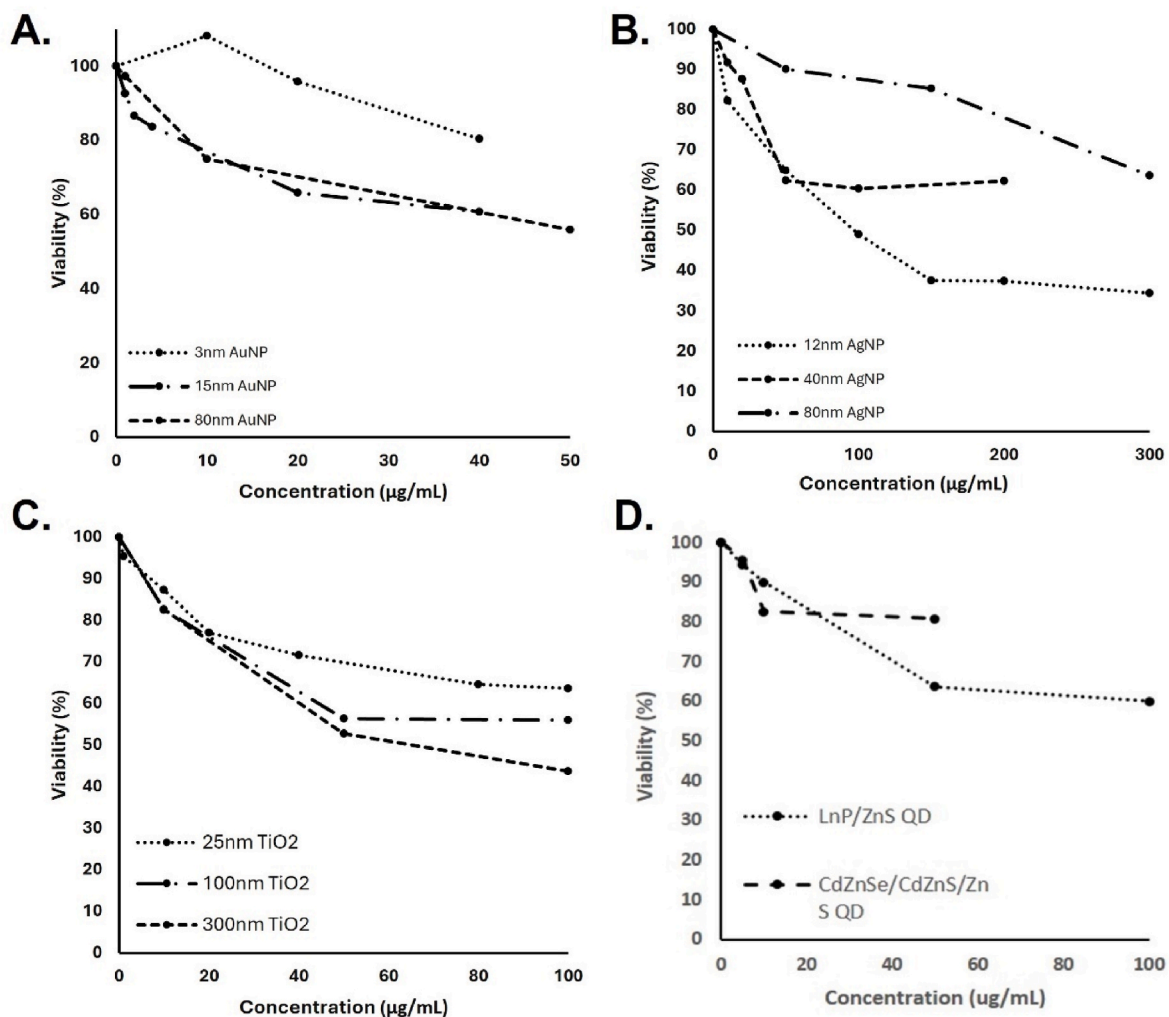 A.
100
80
60
40
20
0
Viability (%)
3nm AuNP
15nm AuNP
80nm AuNP
0 10 20 30 40 50
Concentration (µg/mL)
B.
100
90
80
70
60
50
40
30
20
10
0
Viability (%)
12nm AgNP
40nm AgNP
80nm AgNP
0 100 200 300
Concentration (µg/mL)
C.
100
90
80
70
60
50
40
30
20
10
0
Viability (%)
25nm TiO2
100nm TiO2
300nm TiO2
0 20 40 60 80 100
Concentration (µg/mL)
D.
100
90
80
70
60
50
40
30
20
10
0
Viability (%)
LnP/ZnS QD
CdZnSe/CdZnS/Zn
S QD
0 20 40 60 80 100
Concentration (ug/mL)